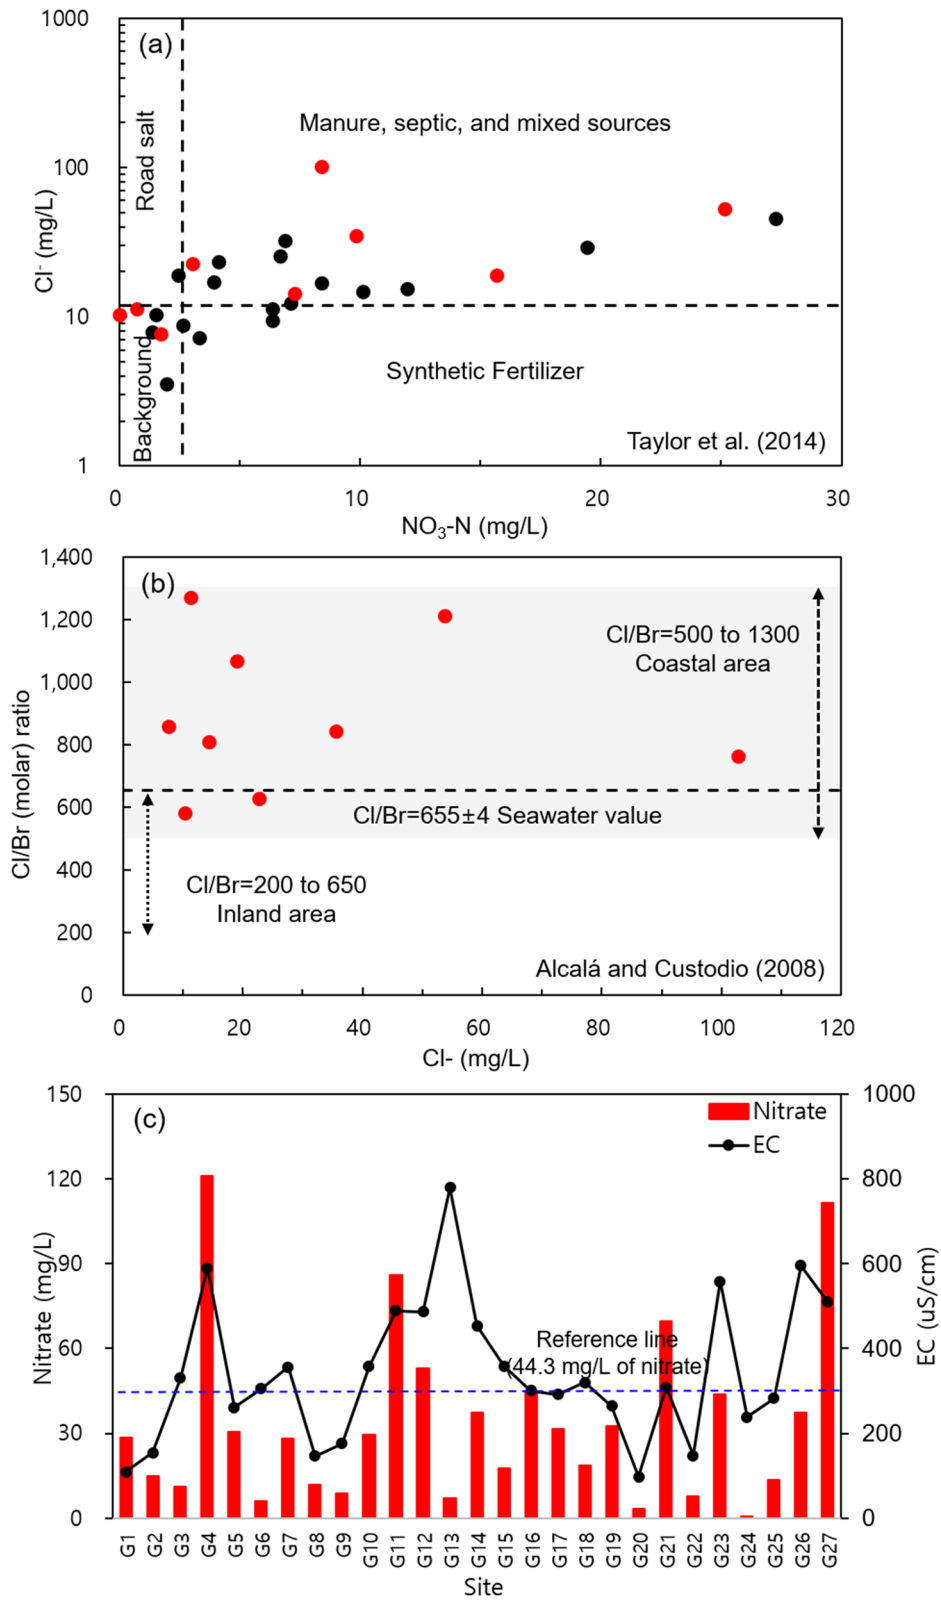 1000
(a)
Road salt
Manure, septic, and mixed sources
100
Cl⁻ (mg/L)
10
Background
Synthetic Fertilizer
Taylor et al. (2014)
1
0
10
20
30
NO₃-N (mg/L)
1,400
(b)
1,200
Cl/Br=500 to 1300
Coastal area
1,000
Cl/Br (molar) ratio
800
600
Cl/Br=655±4 Seawater value
400
Cl/Br=200 to 650
Inland area
200
Alcalá and Custodio (2008)
0
0
20
40
60
80
100
120
Cl- (mg/L)
150
(c)
Nitrate
EC
1000
120
800
90
600
Nitrate (mg/L)
EC (uS/cm)
60
Reference line
(44.3 mg/L of nitrate)
400
30
200
0
0
G1
G2
G3
G4
G5
G6
G7
G8
G9
G10
G11
G12
G13
G14
G15
G16
G17
G18
G19
G20
G21
G22
G23
G24
G25
G26
G27
Site